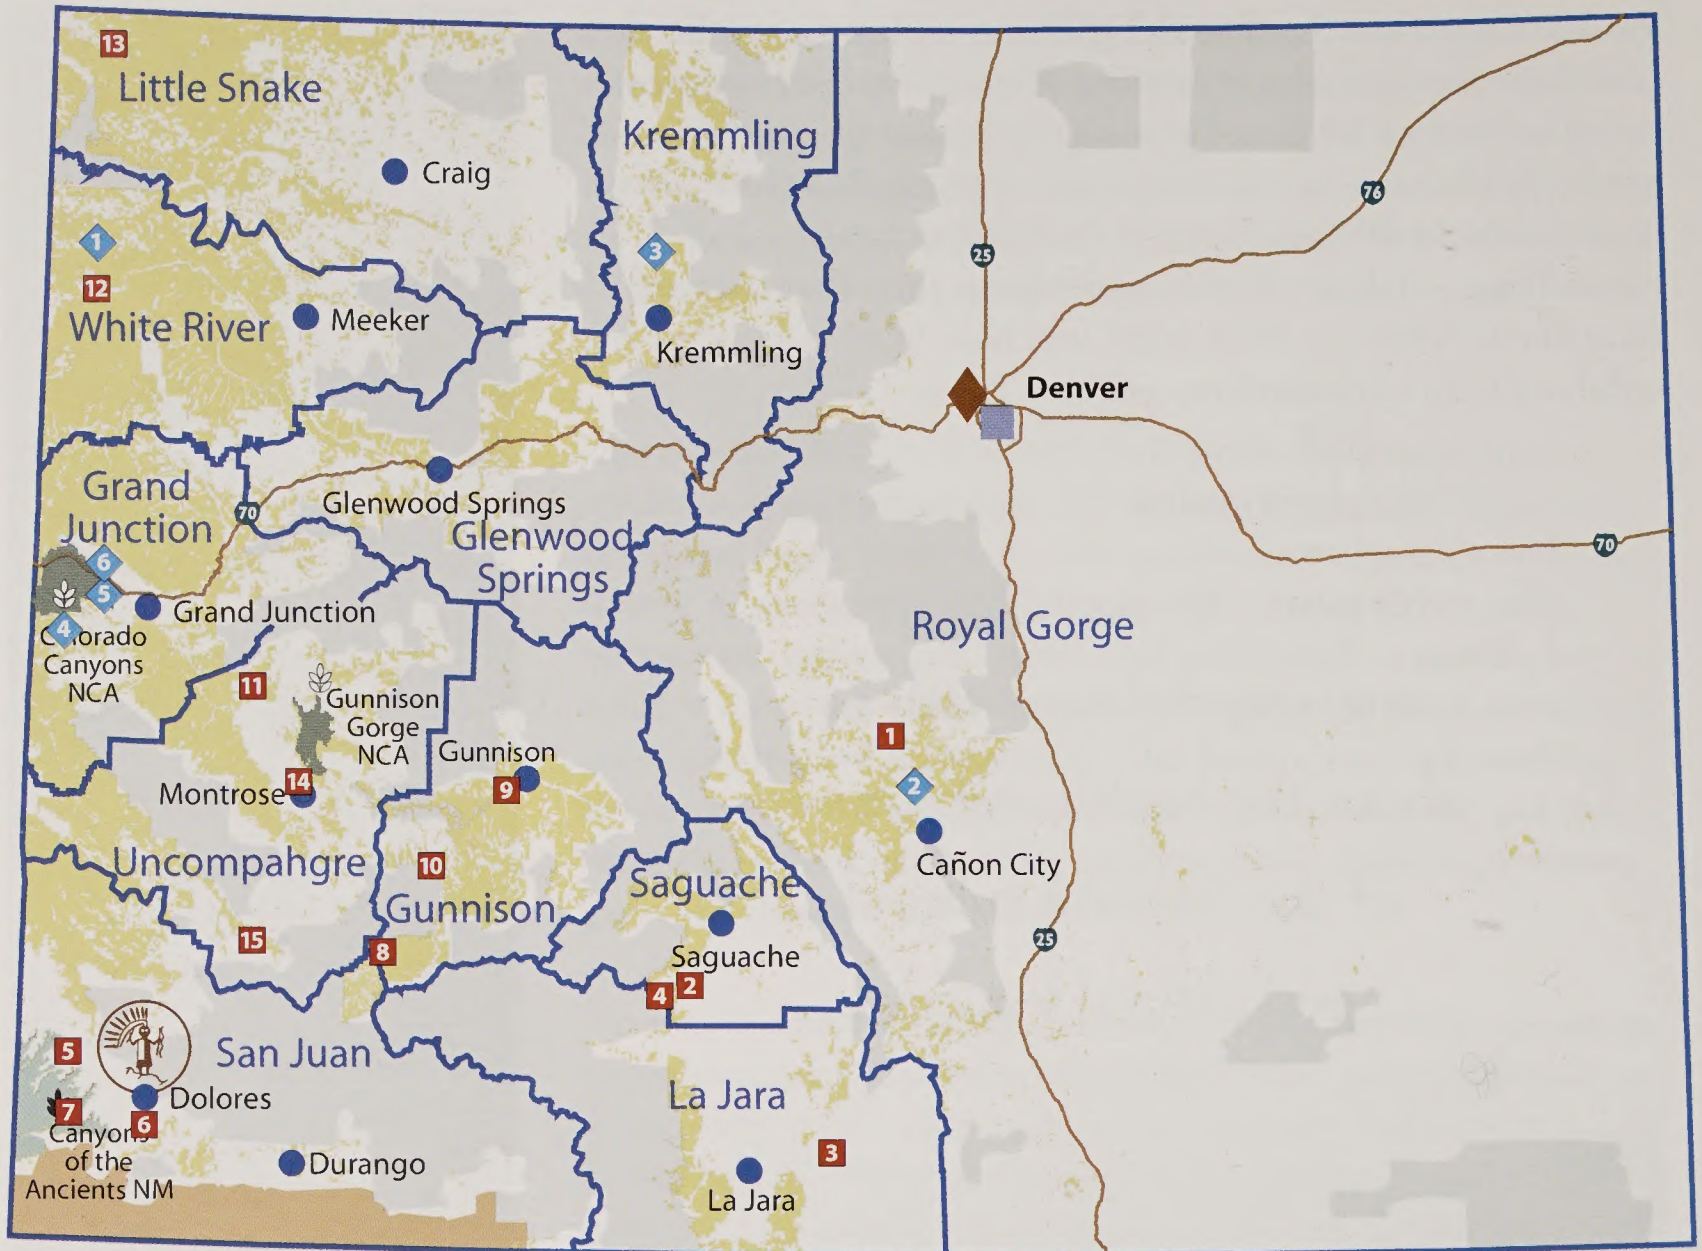 13
Little Snake
Kremmling
Craig
76
1
3
25
12
White River
Meeker
Kremmling
Denver
Grand
Junction
70
Glenwood Springs
Glenwood
Springs
70
6
5
4
Grand Junction
Colorado
Canyons
NCA
Royal Gorge
11
Gunnison
Gorge
NCA
Gunnison
1
14
9
2
Montrose
Cañon City
Uncompahgre
10
Gunnison
Saguache
15
8
Saguache
25
4
2
5
San Juan
Dolores
7
6
Canyons
of the
Ancients NM
La Jara
3
Durango
La Jara